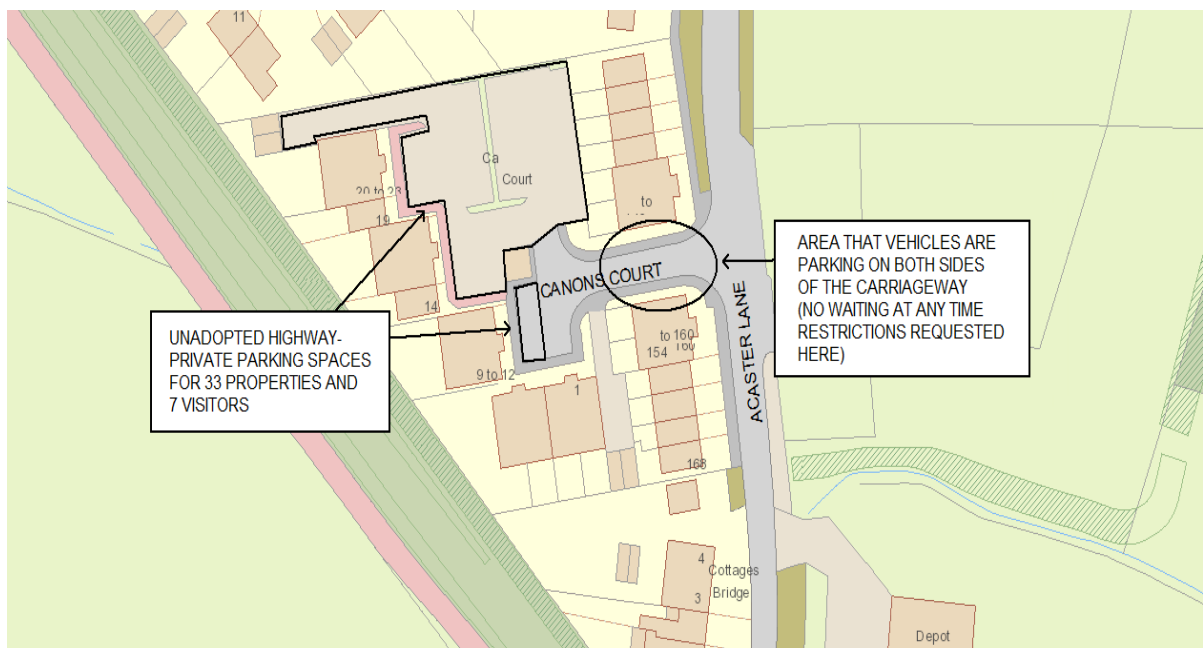 11
Ca
Court
20 to 23
19
to
CANONS COURT
AREA THAT VEHICLES ARE
PARKING ON BOTH SIDES
OF THE CARRIAGEWAY
(NO WAITING AT ANY TIME
RESTRICTIONS REQUESTED
HERE)
14
UNADOPTED HIGHWAY-
PRIVATE PARKING SPACES
FOR 33 PROPERTIES AND
7 VISITORS
to 160
154 160
ACASTER LANE
9 to 12
1
168
4
Cottages
Bridge
3
Depot